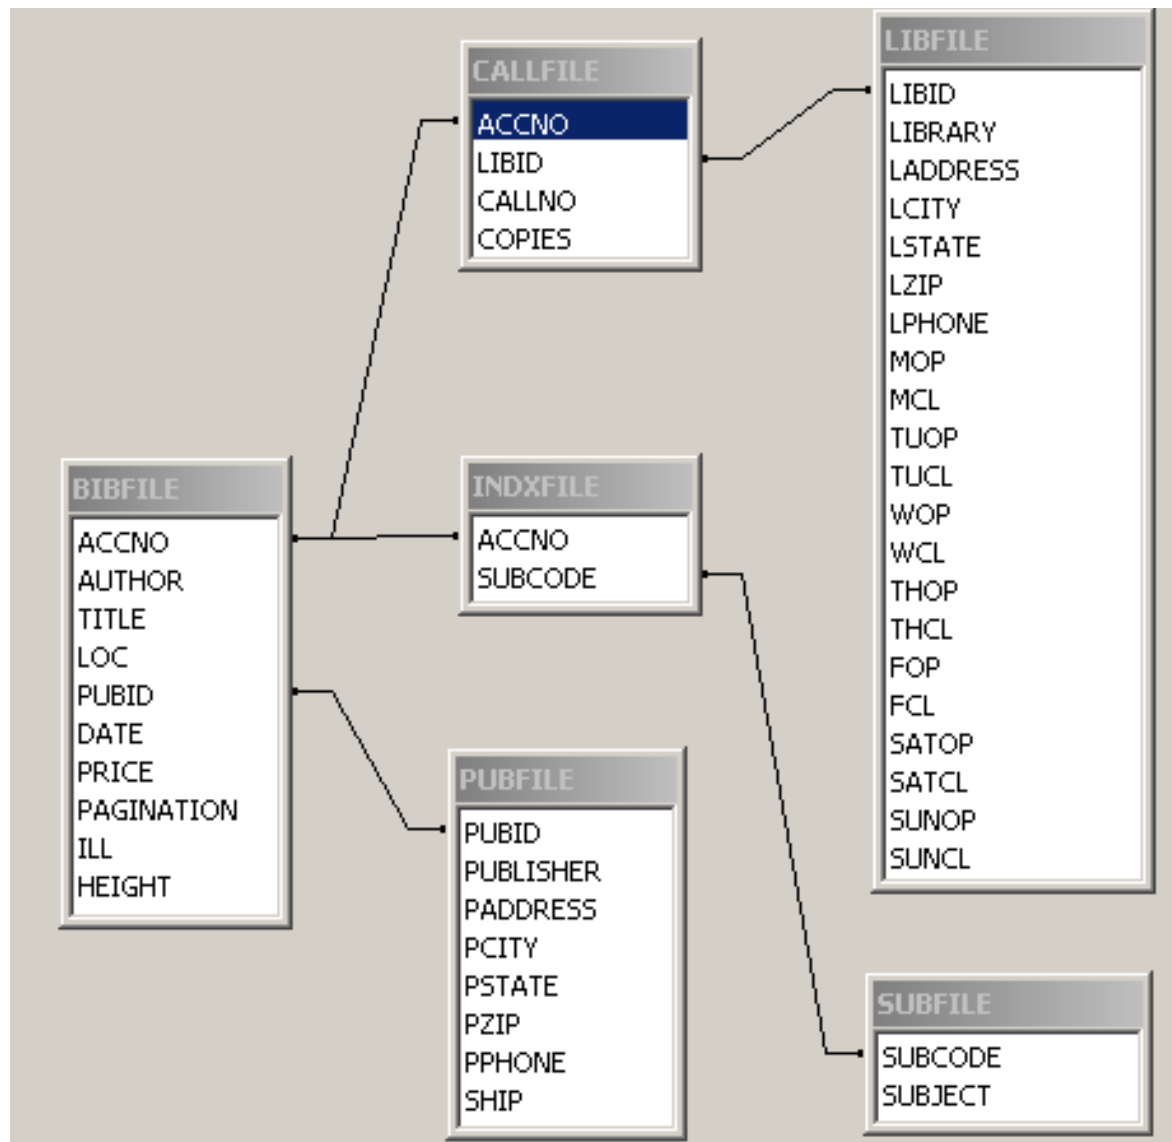 CALLFILE
ACCNO
LIBID
CALLNO
COPIES
LIBFILE
LIBID
LIBRARY
LADDRESS
LCITY
LSTATE
LZIP
LPHONE
MOP
MCL
TUOP
TUCL
WOP
WCL
THOP
THCL
FOP
FCL
SATOP
SATCL
SUNOP
SUNCL
BIBFILE
ACCNO
AUTHOR
TITLE
LOC
PUBID
DATE
PRICE
PAGINATION
ILL
HEIGHT
INDXFILE
ACCNO
SUBCODE
PUBFILE
PUBID
PUBLISHER
PADDRESS
PCITY
PSTATE
PZIP
PPHONE
SHIP
SUBFILE
SUBCODE
SUBJECT